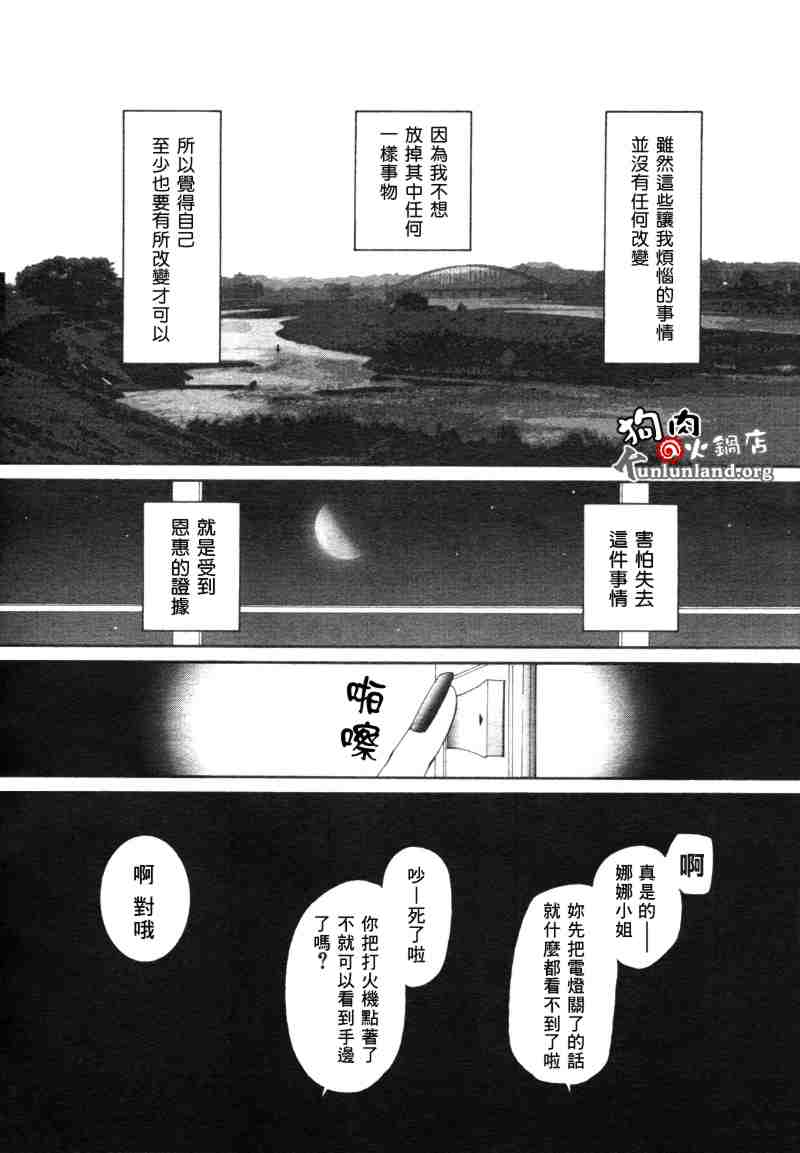 雖然這些讓我煩惱的事情
並沒有任何改變
因為我不想
放掉其中任何
一樣事物
所以覺得自己
至少也要有所改變才可以
狗肉火鍋店
Kunlunland.org
害怕失去
這件事情
就是受到
恩惠的證據
啪嚓
啊
真是的——
娜娜小姐
妳先把電燈關了的話
就什麼都看不到了啦
吵—死了啦
你把打火機點著了
不就可以看到手邊
了嗎？
啊 對哦